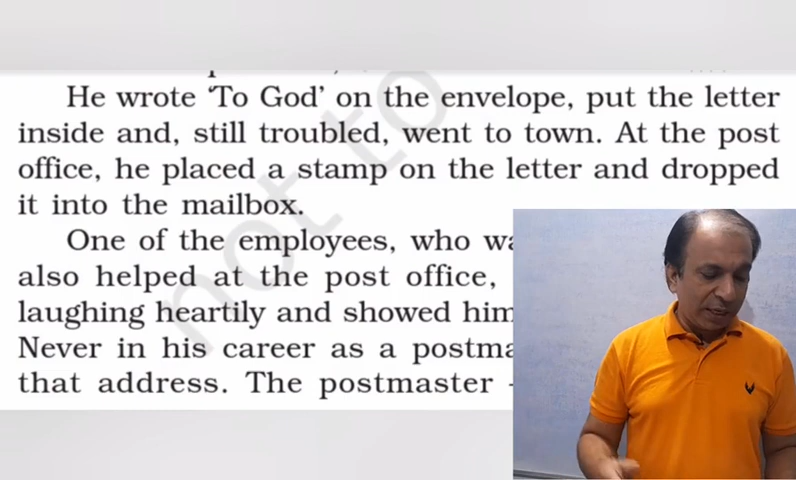 He wrote ‘To God’ on the envelope, put the letter
inside and, still troubled, went to town. At the post
office, he placed a stamp on the letter and dropped
it into the mailbox.
One of the employees, who
also helped at the post office,
laughing heartily and showed him
Never in his career as a
that address. The postmaster –
not to